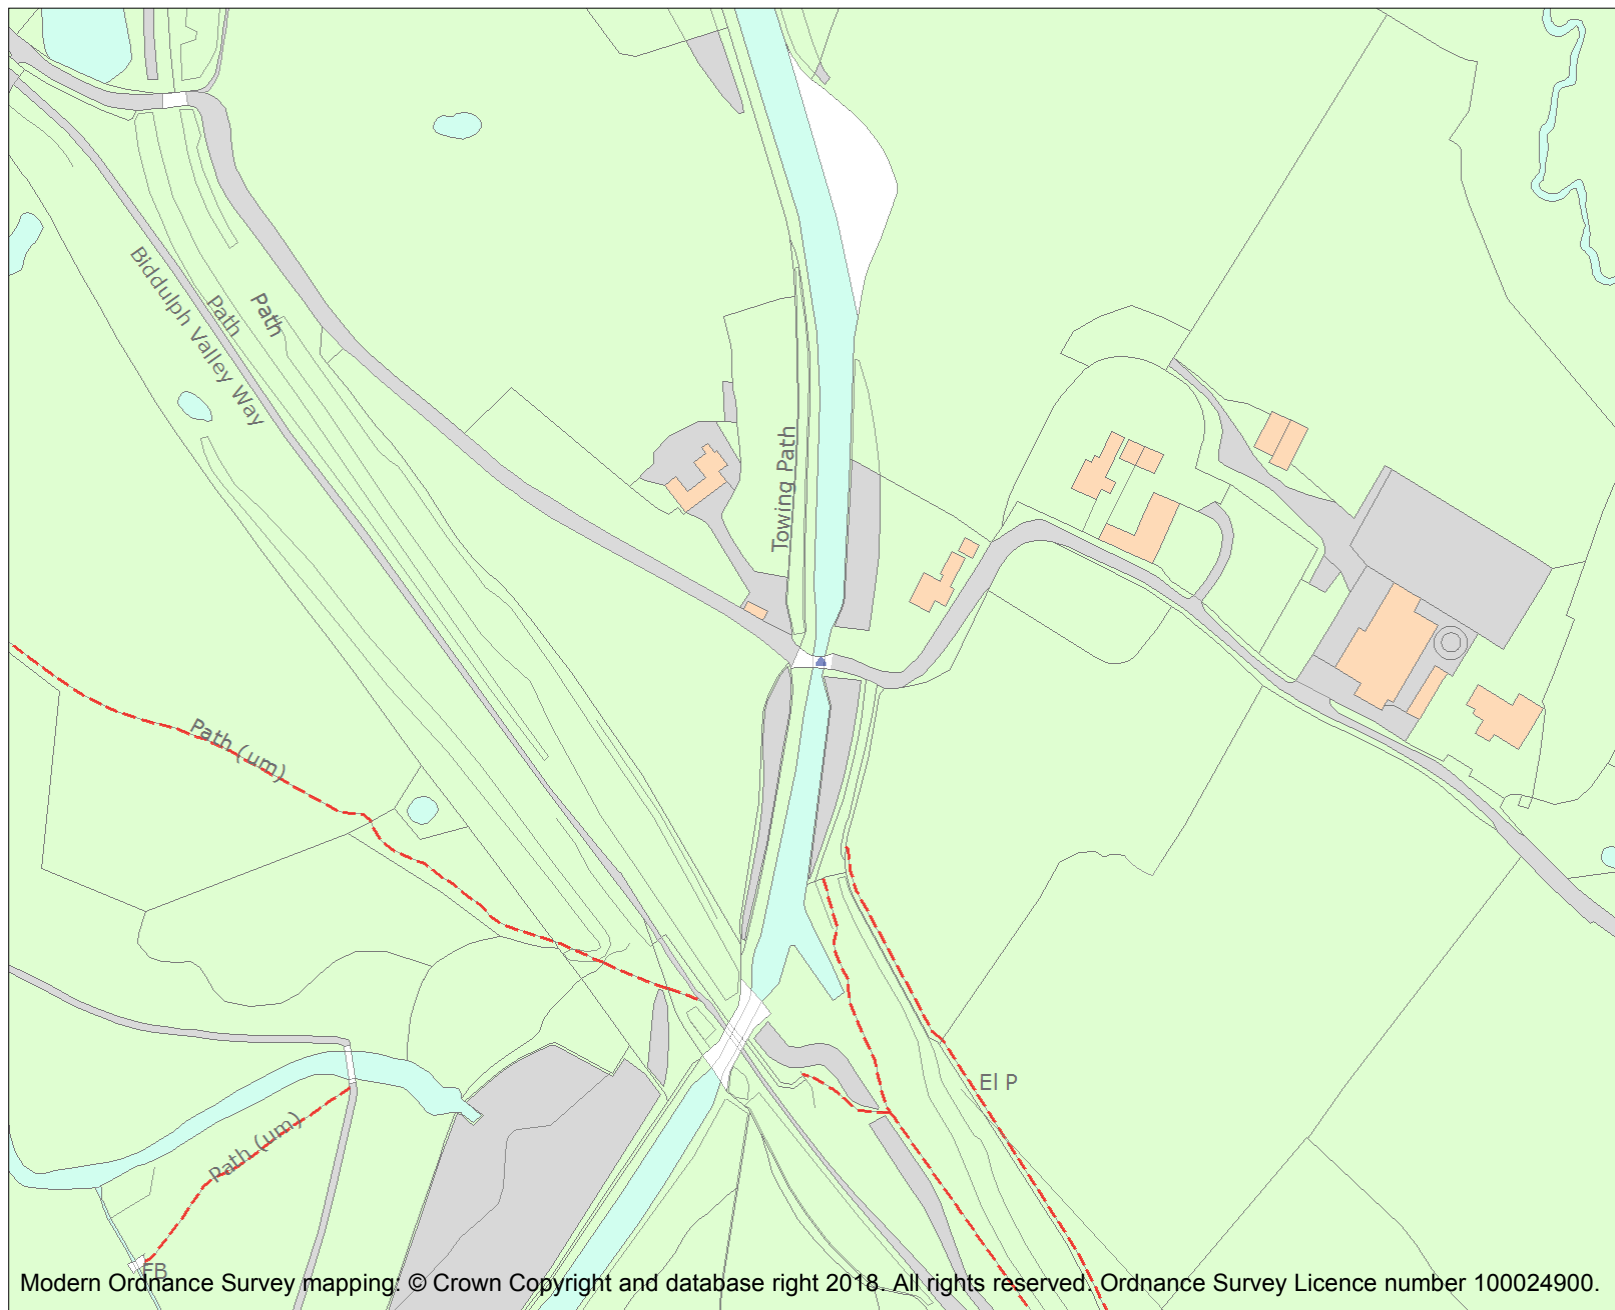 Biddulph Valley Way
Path
Path
Towing Path
Path (um)
El P
Path (um)
FB
Modern Ordnance Survey mapping: © Crown Copyright and database right 2018. All rights reserved. Ordnance Survey Licence number 100024900.